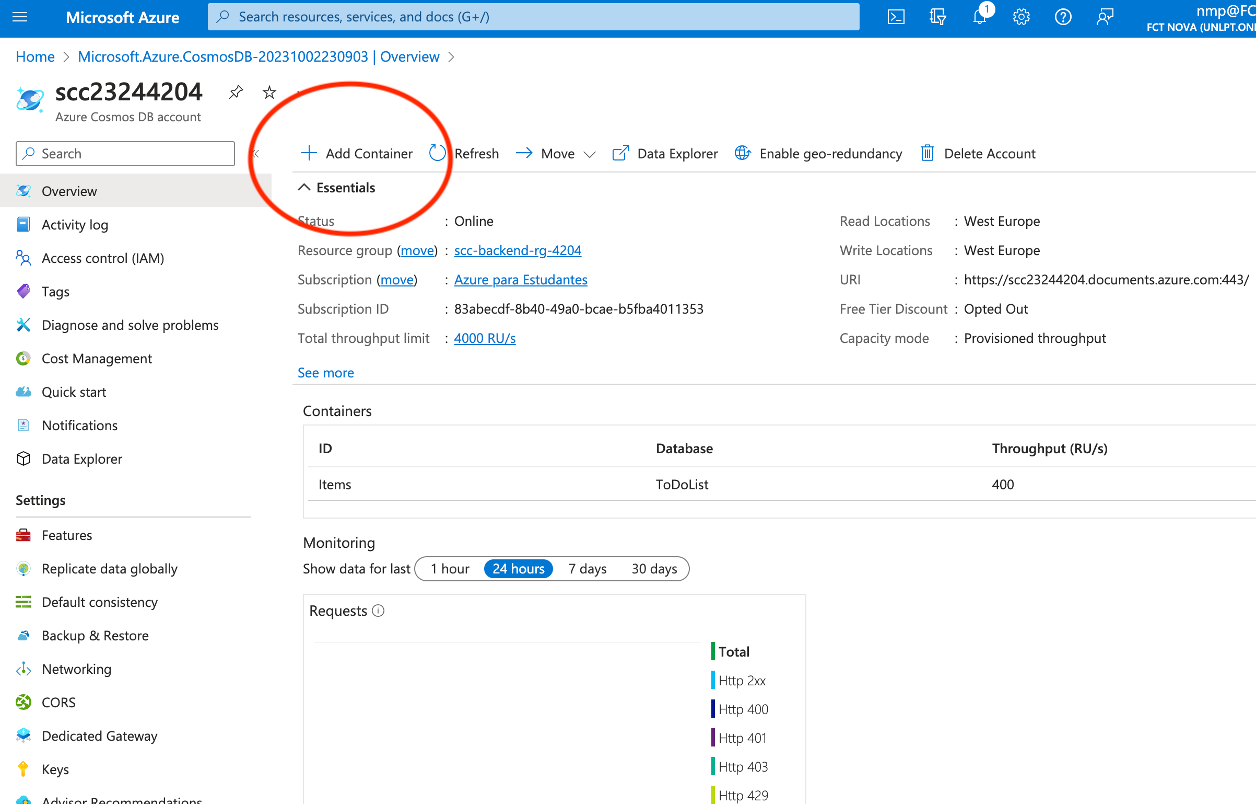 Microsoft Azure
Search resources, services, and docs (G+/)
1
nmp@FC
FCT NOVA (UNLPT.ON
Home > Microsoft.Azure.CosmosDB-20231002230903 | Overview >
scc23244204
Azure Cosmos DB account
Search
Add Container
Refresh
Move
Data Explorer
Enable geo-redundancy
Delete Account
Overview
Activity log
Access control (IAM)
Tags
Diagnose and solve problems
Cost Management
Quick start
Notifications
Data Explorer
Settings
Features
Replicate data globally
Default consistency
Backup & Restore
Networking
CORS
Dedicated Gateway
Keys
Advisor Recommendations
Essentials
Status : Online
Resource group (move) : scc-backend-rg-4204
Subscription (move) : Azure para Estudantes
Subscription ID : 83abecdf-8b40-49a0-bcae-b5fba4011353
Total throughput limit : 4000 RU/s
See more
Read Locations : West Europe
Write Locations : West Europe
URI : https://scc23244204.documents.azure.com:443/
Free Tier Discount : Opted Out
Capacity mode : Provisioned throughput
Containers
ID Database Throughput (RU/s)
Items ToDoList 400
Monitoring
Show data for last 1 hour 24 hours 7 days 30 days
Requests
Total
Http 2xx
Http 400
Http 401
Http 403
Http 429